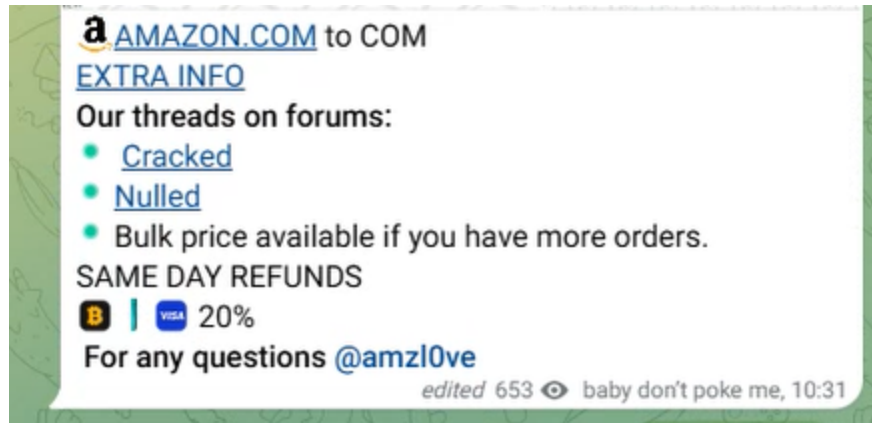 a AMAZON.COM to COM
EXTRA INFO
Our threads on forums:
Cracked
Nulled
Bulk price available if you have more orders.
SAME DAY REFUNDS
VISA 20%
For any questions @amzl0ve
edited 653 baby don't poke me, 10:31